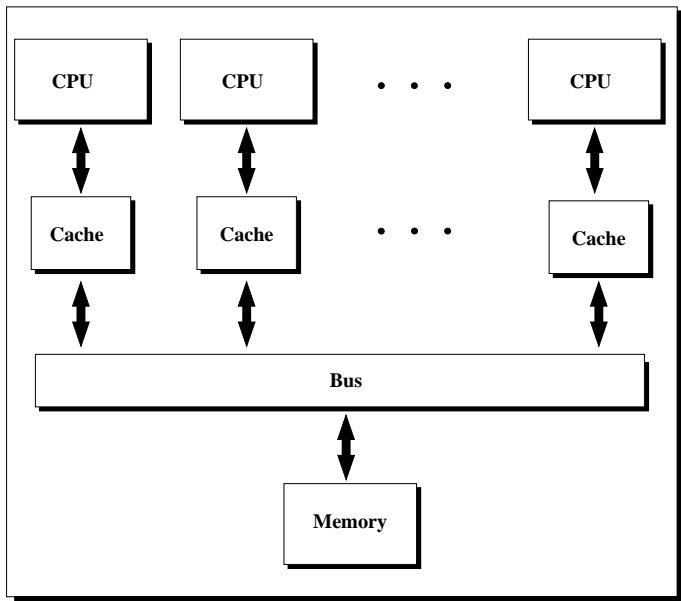 CPU CPU . . . CPU
Cache Cache . . . Cache
Bus
Memory